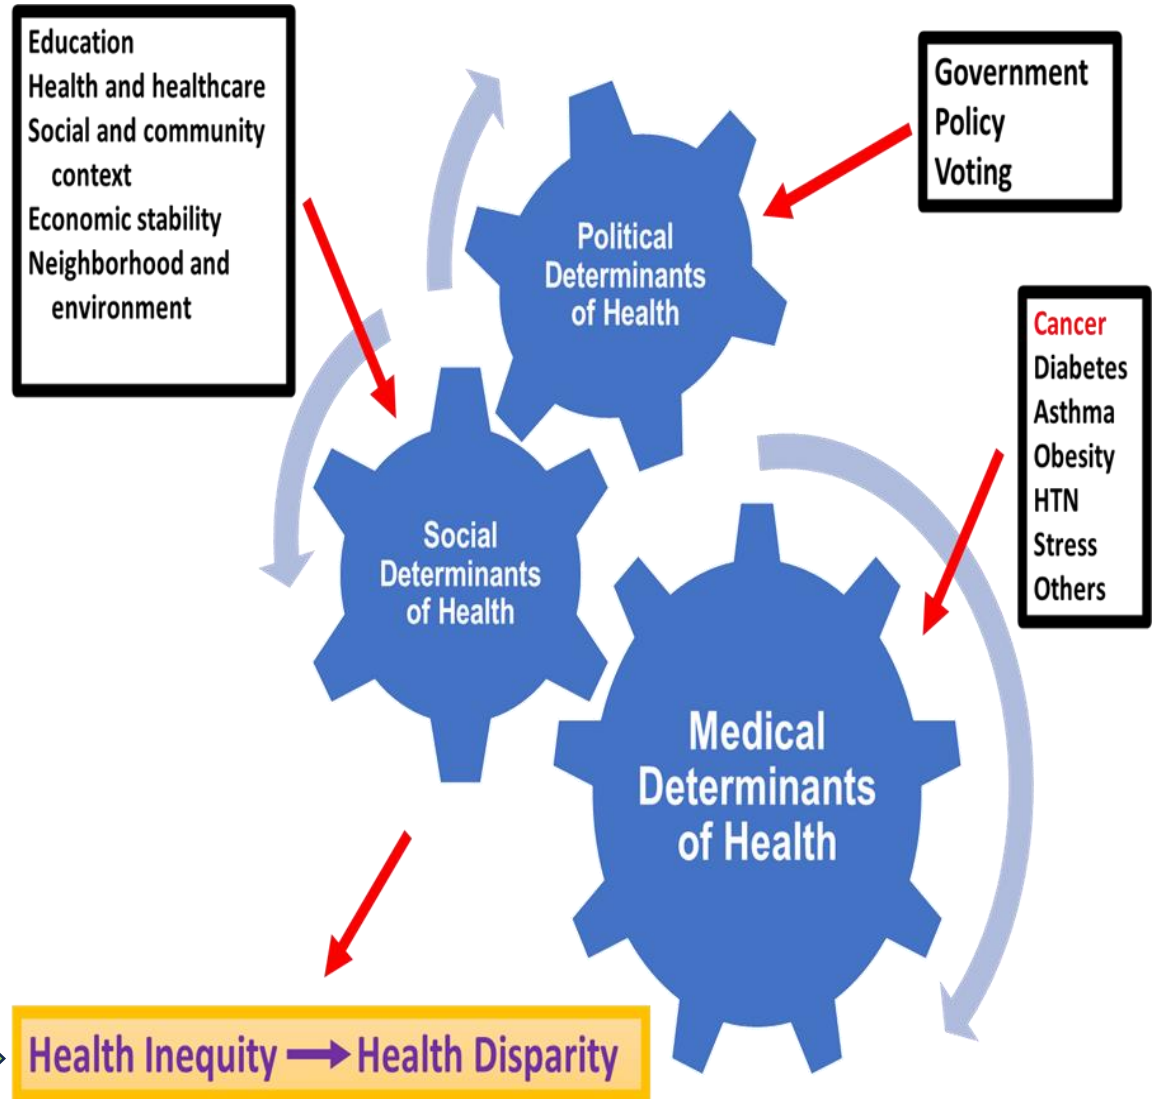 Education
Health and healthcare
Social and community
context
Economic stability
Neighborhood and
environment
Government
Policy
Voting
Political
Determinants
of Health
Cancer
Diabetes
Asthma
Obesity
HTN
Stress
Others
Social
Determinants
of Health
Medical
Determinants
of Health
Health Inequity → Health Disparity